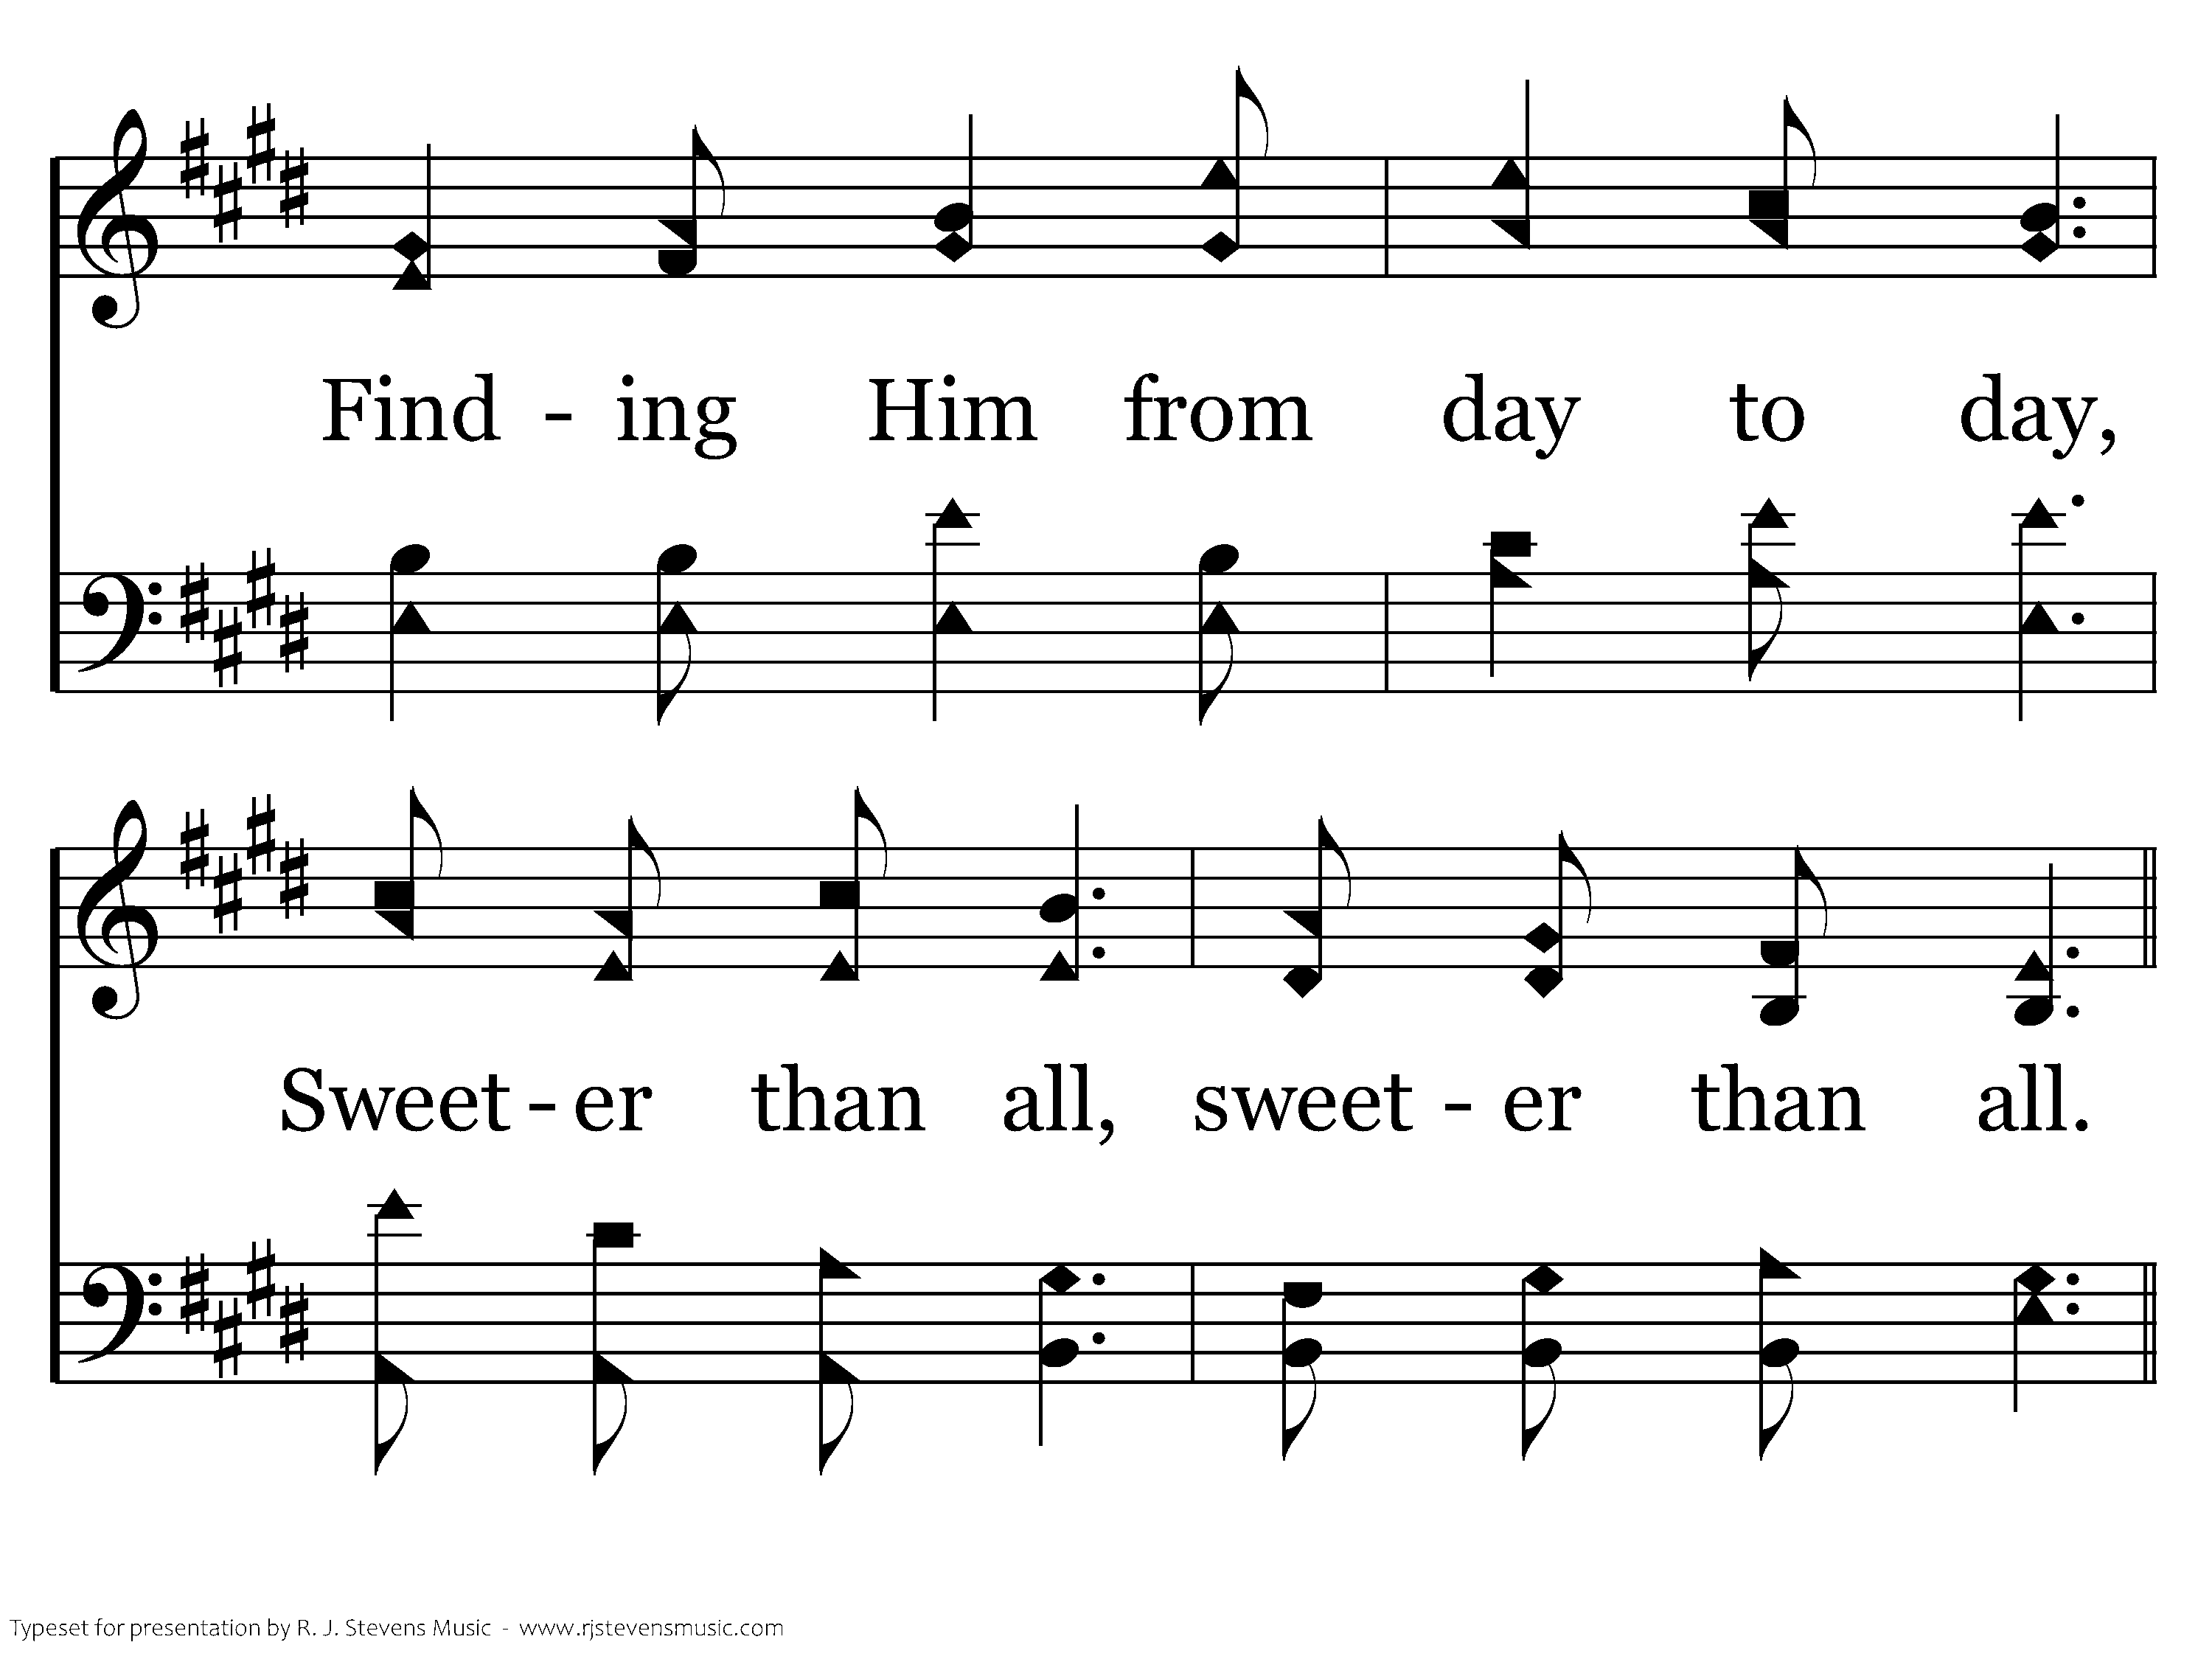 Find - ing Him from day to day,
Sweet - er than all, sweet - er than all.
Typeset for presentation by R. J. Stevens Music - www.rjstevensmusic.com